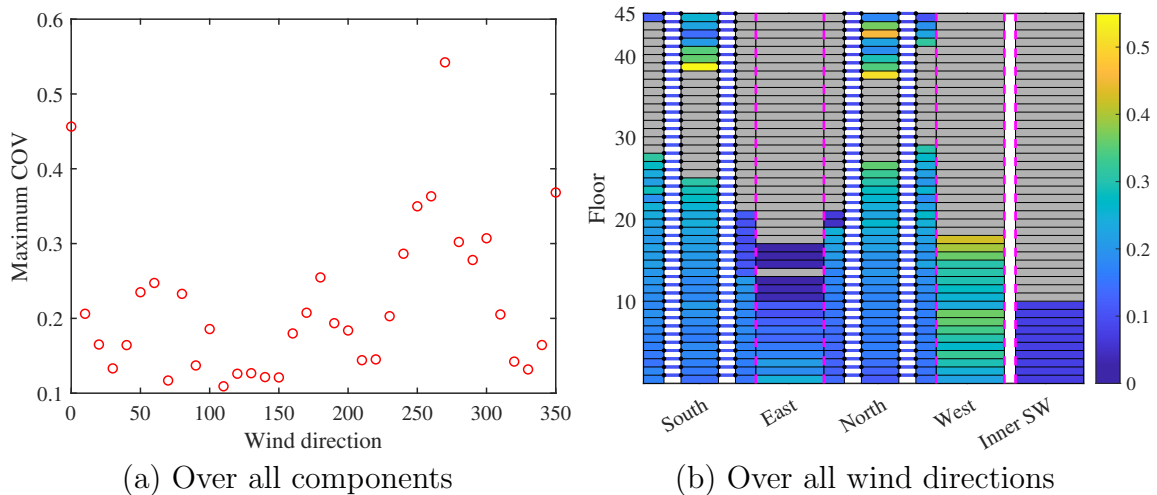 0.6
0.5
0.4
0.3
0.2
0.1
Maximum COV
0 50 100 150 200 250 300 350
Wind direction
(a) Over all components
45
40
30
20
10
Floor
South East North West Inner SW
0.5
0.4
0.3
0.2
0.1
0
(b) Over all wind directions